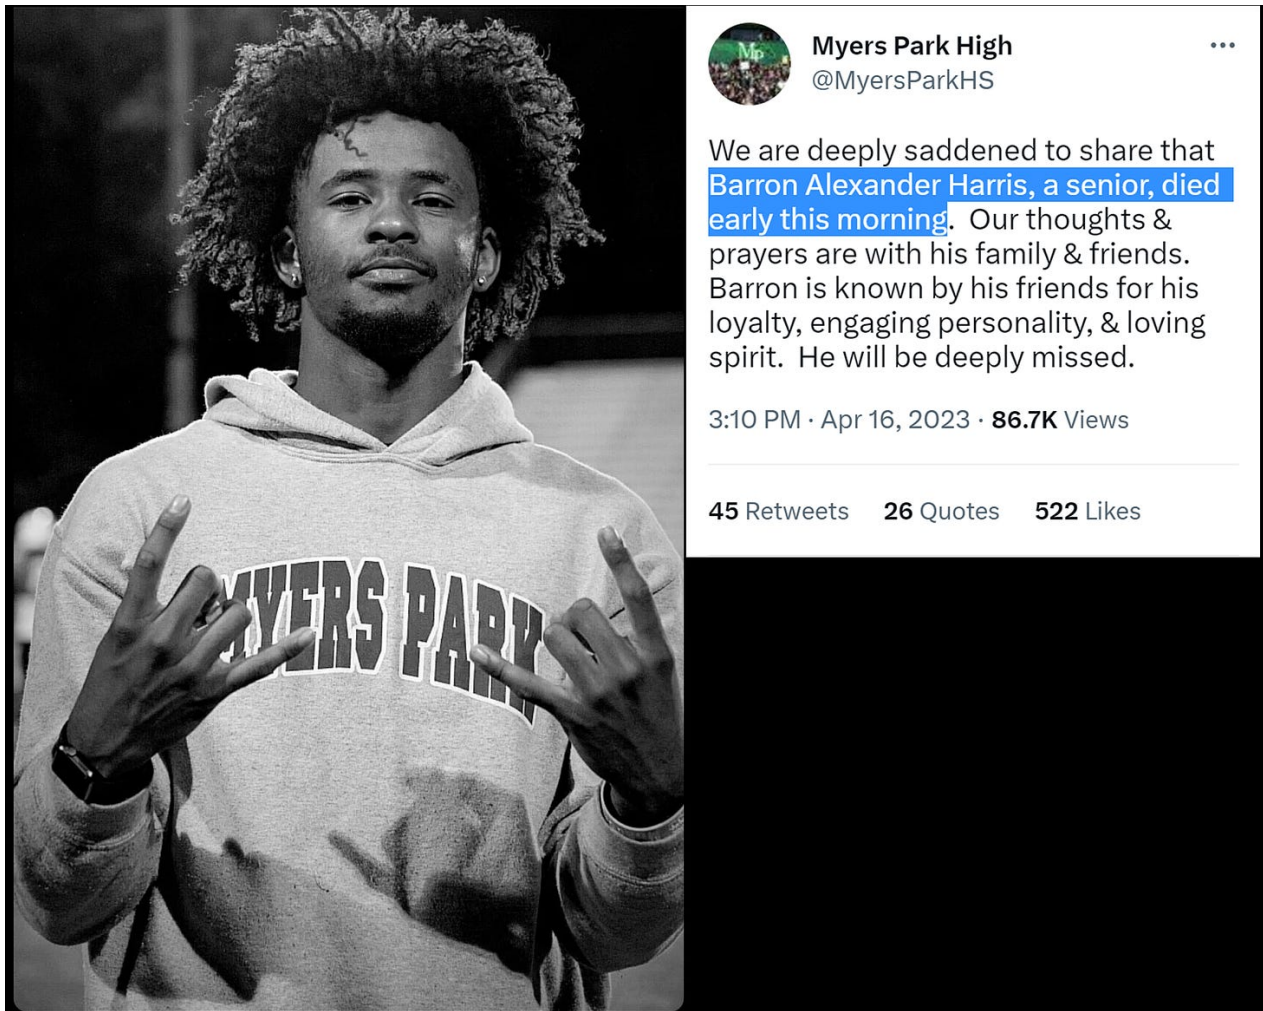 MYERS PARK
Mp
Myers Park High
@MyersParkHS
We are deeply saddened to share that
Barron Alexander Harris, a senior, died
early this morning.  Our thoughts &
prayers are with his family & friends.
Barron is known by his friends for his
loyalty, engaging personality, & loving
spirit.  He will be deeply missed.
3:10 PM · Apr 16, 2023 · 86.7K Views
45 Retweets 26 Quotes 522 Likes